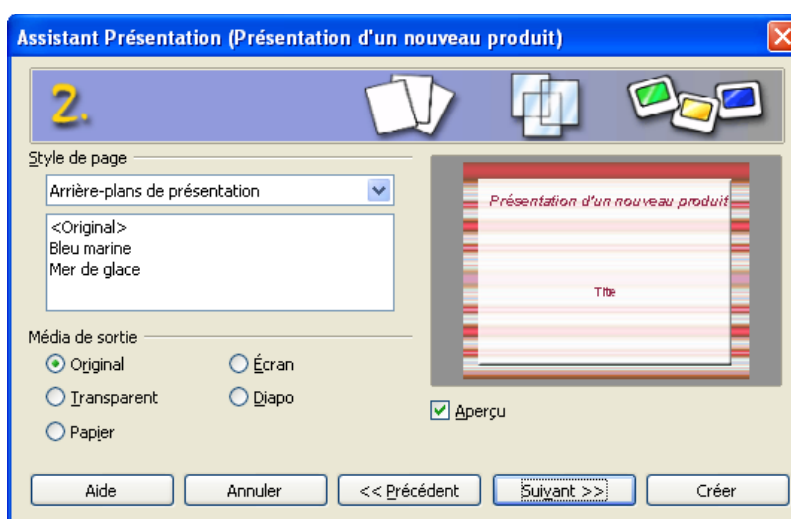 Assistant Présentation (Présentation d'un nouveau produit)
2.
Style de page
Arrière-plans de présentation
<Original>
Bleu marine
Mer de glace
Présentation d'un nouveau produit
Titre
Média de sortie
Original
Écran
Transparent
Diapo
Papier
Aperçu
Aide
Annuler
<< Précédent
Suivant >>
Créer